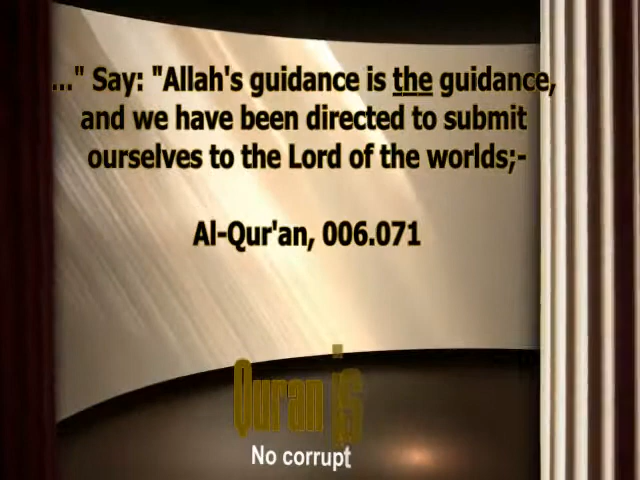 ..." Say: "Allah's guidance is the guidance,
and we have been directed to submit
ourselves to the Lord of the worlds;-
Al-Qur'an, 006.071
Quran is
No corrupt